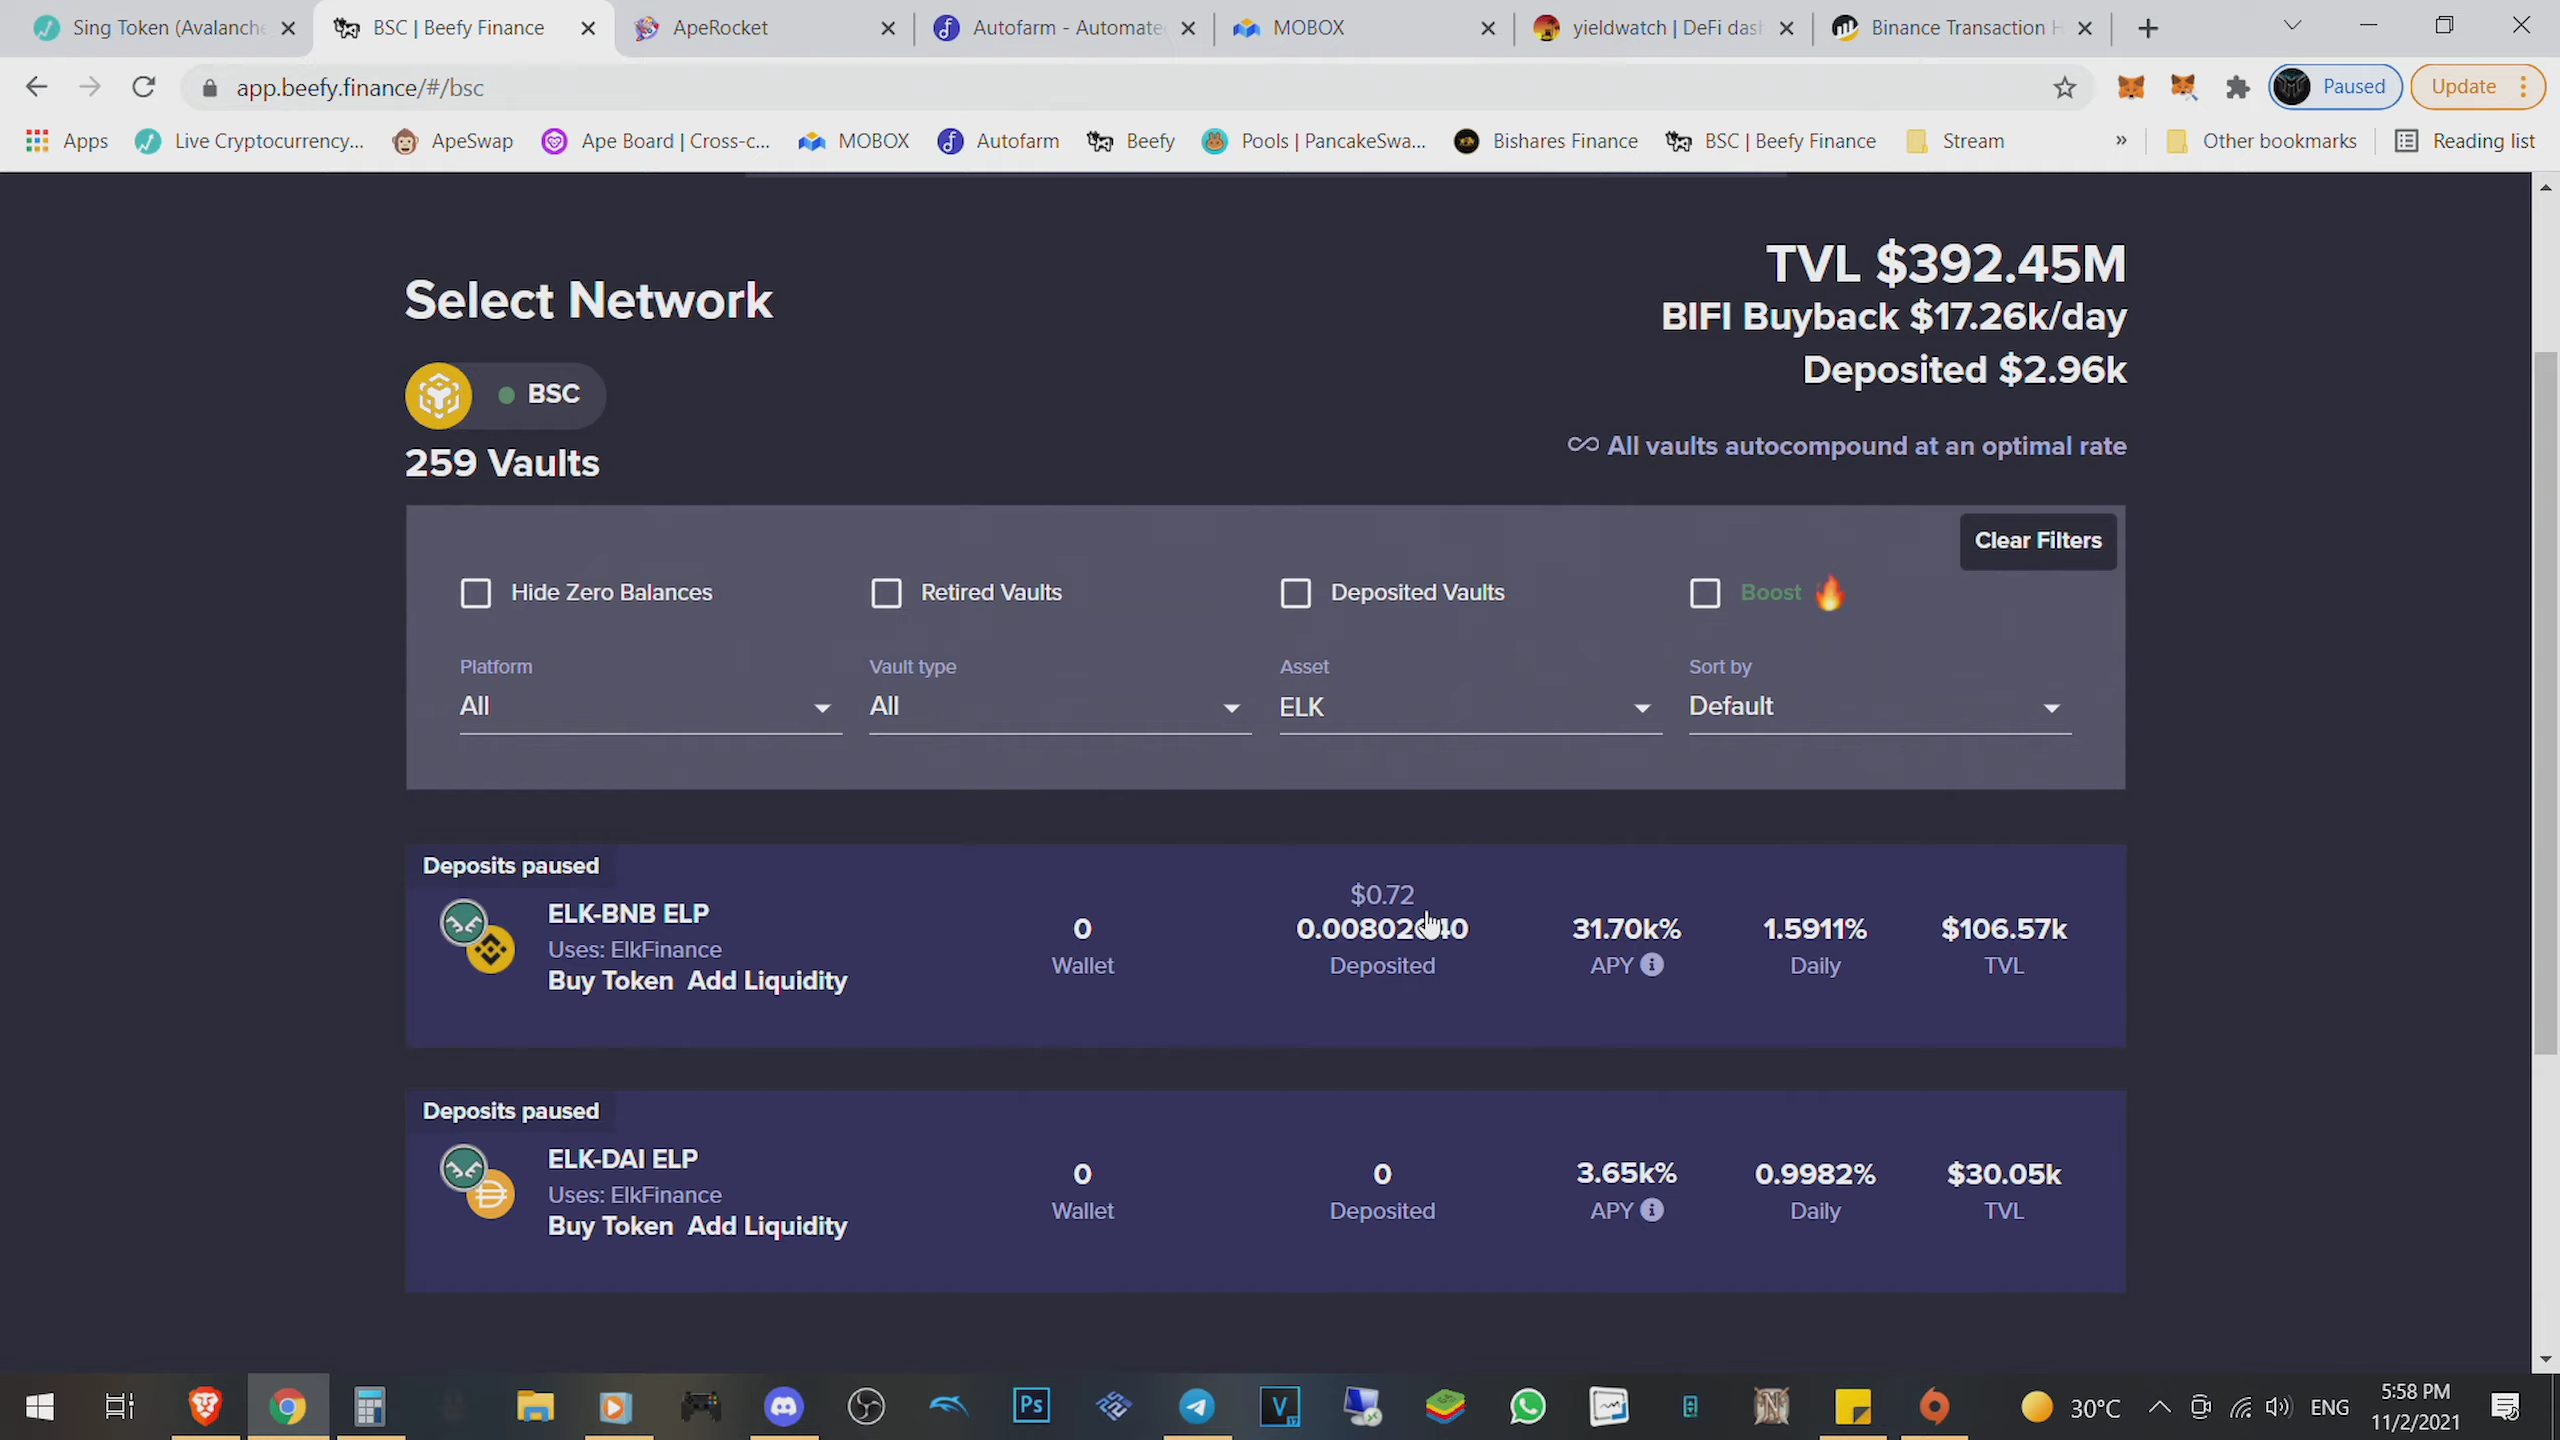 Sing Token (Avalanche
BSC | Beefy Finance
ApeRocket
Autofarm - Automate
MOBOX
yieldwatch | DeFi das
Binance Transaction H
app.beefy.finance/#/bsc
Paused
Update
Apps
Live Cryptocurrency...
ApeSwap
Ape Board | Cross-c...
MOBOX
Autofarm
Beefy
Pools | PancakeSwa...
Bishares Finance
BSC | Beefy Finance
Stream
»
Other bookmarks
Reading list
TVL $392.45M
Select Network
BIFI Buyback $17.26k/day
Deposited $2.96k
BSC
All vaults autocompound at an optimal rate
259 Vaults
Clear Filters
Hide Zero Balances
Retired Vaults
Deposited Vaults
Boost
Platform
Vault type
Asset
Sort by
All
All
ELK
Default
Deposits paused
$0.72
ELK-BNB ELP
0
31.70k%
1.5911%
$106.57k
Uses: ElkFinance
Wallet
Deposited
APY
Daily
TVL
Buy Token Add Liquidity
Deposits paused
ELK-DAI ELP
0
0
3.65k%
0.9982%
$30.05k
Uses: ElkFinance
Wallet
Deposited
APY
Daily
TVL
Buy Token Add Liquidity
Ps
V
17
30°C
ENG
5:58 PM
11/2/2021